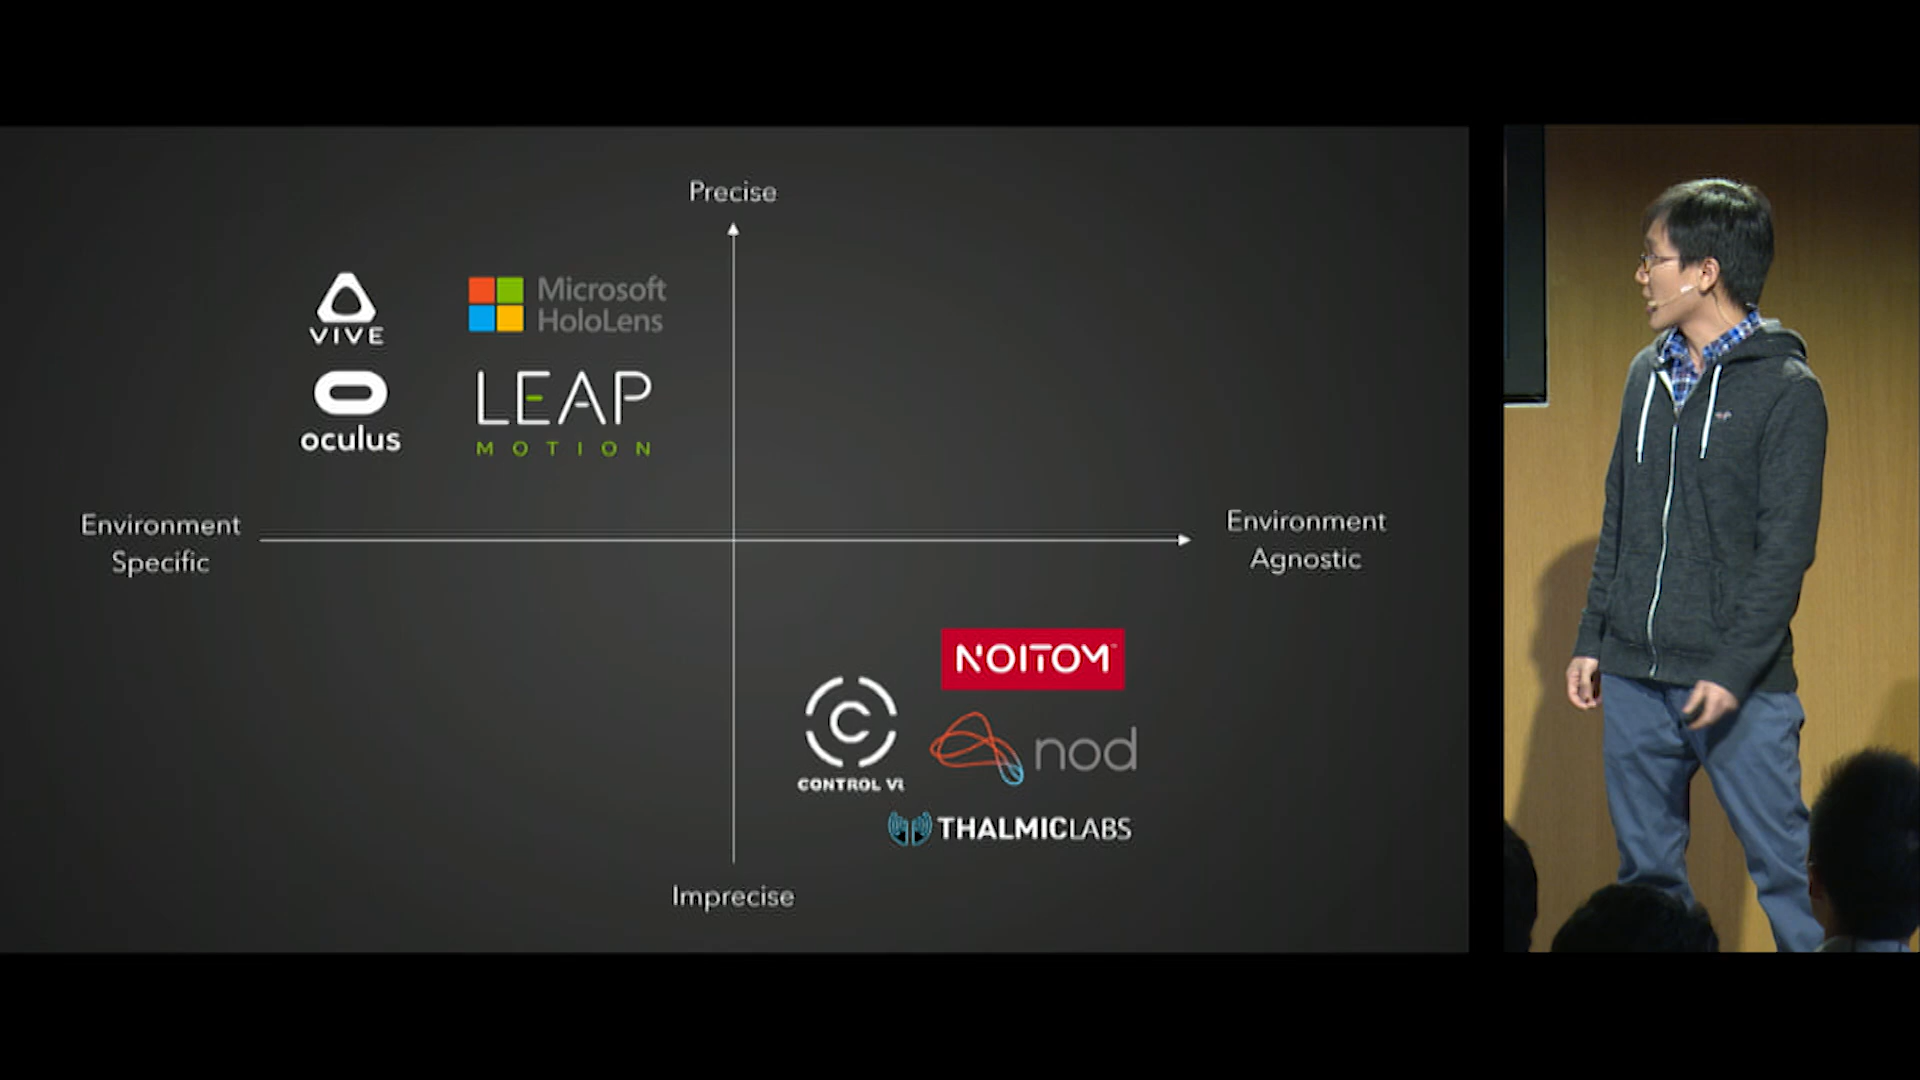 Precise
VIVE
Microsoft
HoloLens
oculus
LEAP
MOTION
Environment
Specific
Environment
Agnostic
NOITOM
C
CONTROL VR
nod
THALMICLABS
Imprecise